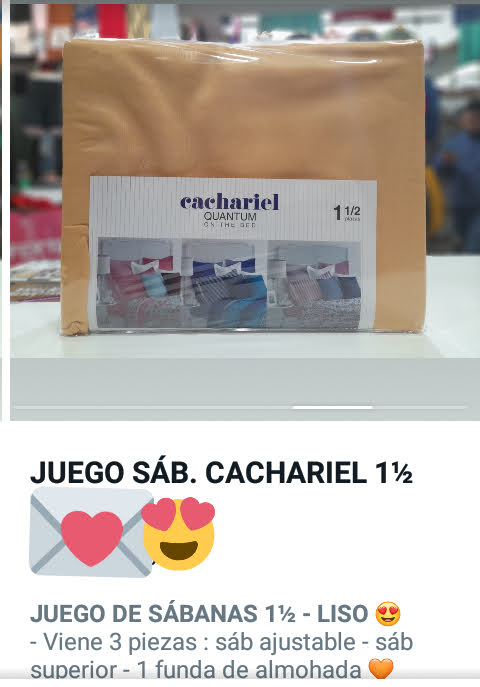 cachariel
QUANTUM
ON THE BED
1 1/2
plazas
JUEGO SÁB. CACHARIEL 1½
JUEGO DE SÁBANAS 1½ - LISO 😍
- Viene 3 piezas : sáb ajustable - sáb
superior - 1 funda de almohada 🧡